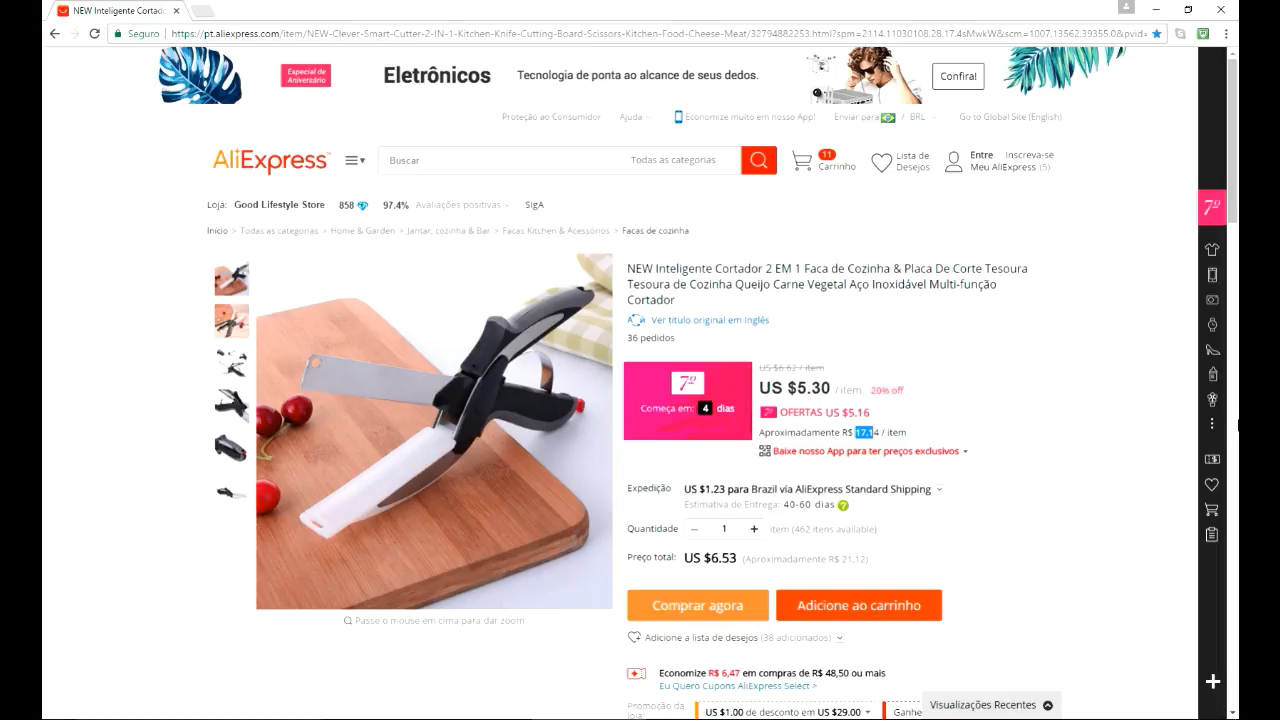 NEW Inteligente Cortado
Seguro
https://pt.aliexpress.com/item/NEW-Clever-Smart-Cutter-2-IN-1-Kitchen-Knife-Cutting-Board-Scissors-Kitchen-Food-Cheese-Meat/32794882253.html?spm=2114.11030108.28.17.4sMwkW&scm=1007.13562.39355.0&pvid=
Especial de
Aniversário
Eletrônicos
Tecnologia de ponta ao alcance de seus dedos.
Confira!
Proteção ao Consumidor Ajuda Economize muito em nosso App! Enviar para / BRL Go to Global Site (English)
AliExpress
Buscar
Todas as categorias
11
Carrinho
Lista de
Desejos
Entre Inscreva-se
Meu AliExpress (5)
Loja: Good Lifestyle Store 858 97.4% Avaliações positivas SIgA
Início > Todas as categorias > Home & Garden > Jantar, cozinha & Bar > Facas Kitchen & Acessórios > Facas de cozinha
NEW Inteligente Cortador 2 EM 1 Faca de Cozinha & Placa De Corte Tesoura
Tesoura de Cozinha Queijo Carne Vegetal Aço Inoxidável Multi-função
Cortador
Ver titulo original em Inglês
36 pedidos
7º
Começa em: 4 dias
US $6.62 / item
US $5.30 / item 20% off
7º OFERTAS US $5.16
Aproximadamente R$ 17.14 / item
Baixe nosso App para ter preços exclusivos
Expedição US $1.23 para Brazil via AliExpress Standard Shipping
Estimativa de Entrega: 40-60 dias ?
Quantidade − 1 + item (462 itens available)
Preço total: US $6.53 (Aproximadamente R$ 21,12)
Comprar agora
Adicione ao carrinho
Passe o mouse em cima para dar zoom
Adicione a lista de desejos (38 adicionados)
Economize R$ 6,47 em compras de R$ 48,50 ou mais
Eu Quero Cupons AliExpress Select >
Promoção da
loja:
US $1.00 de desconto em US $29.00
Ganhe
Visualizações Recentes
7º